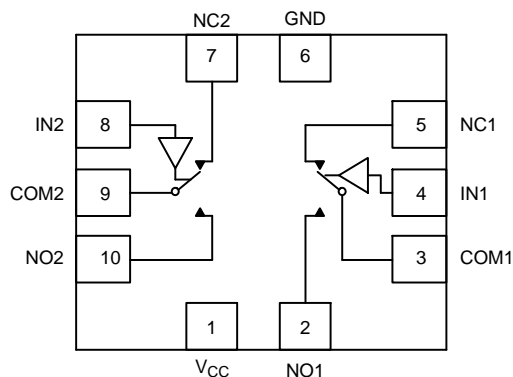 NC2 GND
7 6
IN2 8 5 NC1
COM2 9 4 IN1
NO2 10 3 COM1
1 2
VCC NO1